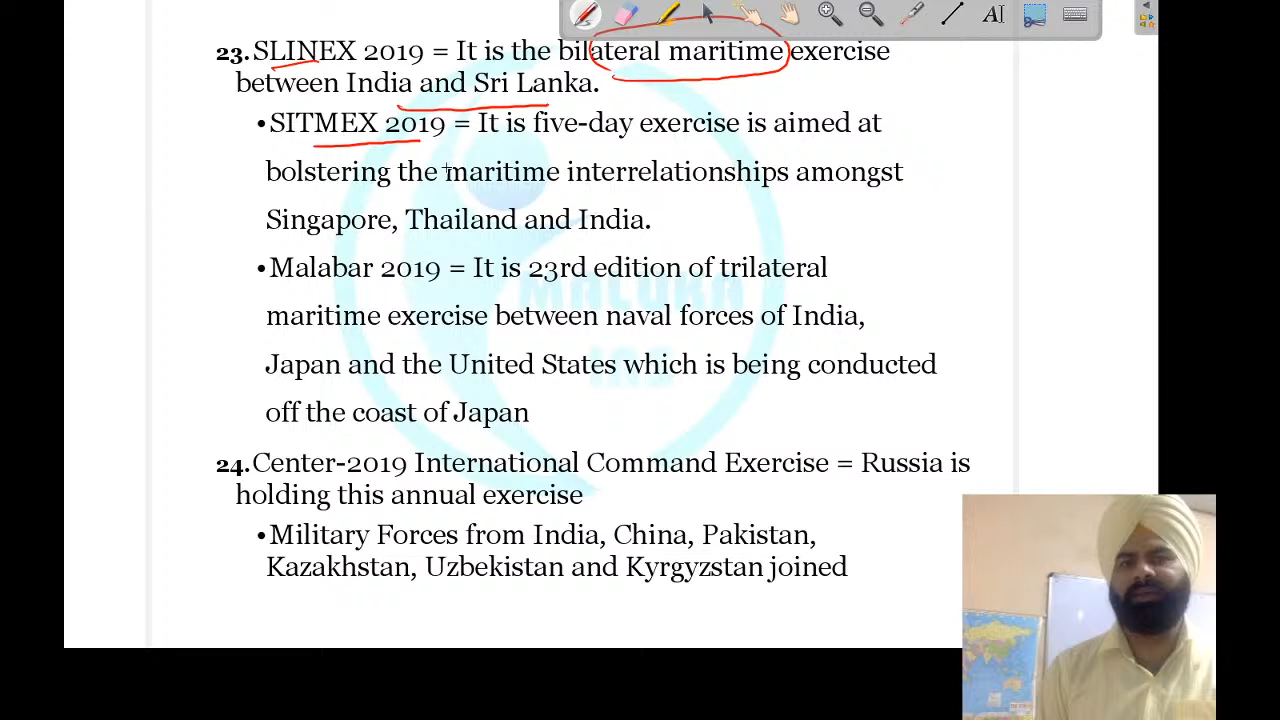 23.SLINEX 2019 = It is the bilateral maritime exercise
between India and Sri Lanka.
•SITMEX 2019 = It is five-day exercise is aimed at
bolstering the maritime interrelationships amongst
Singapore, Thailand and India.
•Malabar 2019 = It is 23rd edition of trilateral
maritime exercise between naval forces of India,
Japan and the United States which is being conducted
off the coast of Japan
24.Center-2019 International Command Exercise = Russia is
holding this annual exercise
•Military Forces from India, China, Pakistan,
Kazakhstan, Uzbekistan and Kyrgyzstan joined
MALUKA
IAS